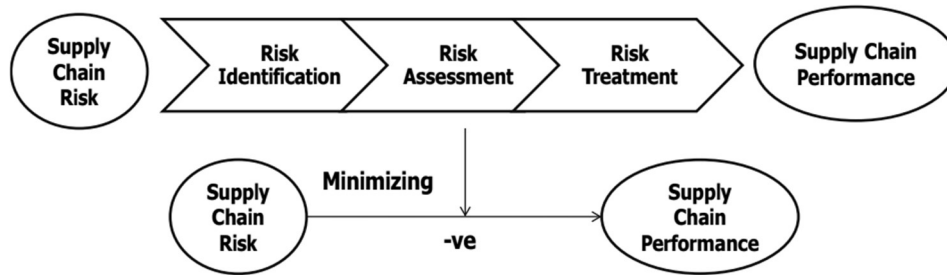 Supply
Chain
Risk
Risk
Identification
Risk
Assessment
Risk
Treatment
Supply Chain
Performance
Minimizing
Supply
Chain
Risk
-ve
Supply
Chain
Performance